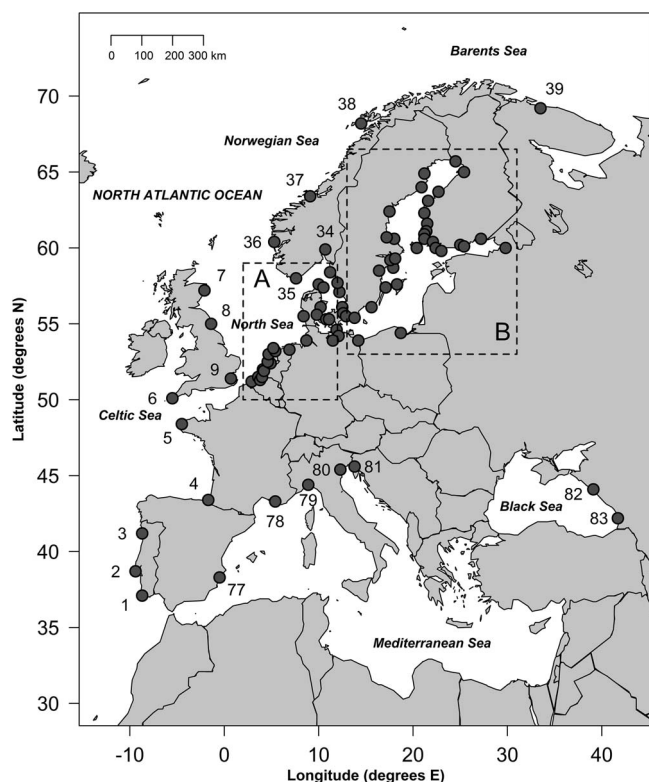 0 100 200 300 km
Barents Sea
39
38
Norwegian Sea
NORTH ATLANTIC OCEAN
37
36
34
35
A
B
North Sea
7
8
9
6
Celtic Sea
5
4
3
2
1
77
78
79
80
81
82
83
Black Sea
Mediterranean Sea
70
65
60
55
50
45
40
35
30
Latitude (degrees N)
-10 0 10 20 30 40
Longitude (degrees E)